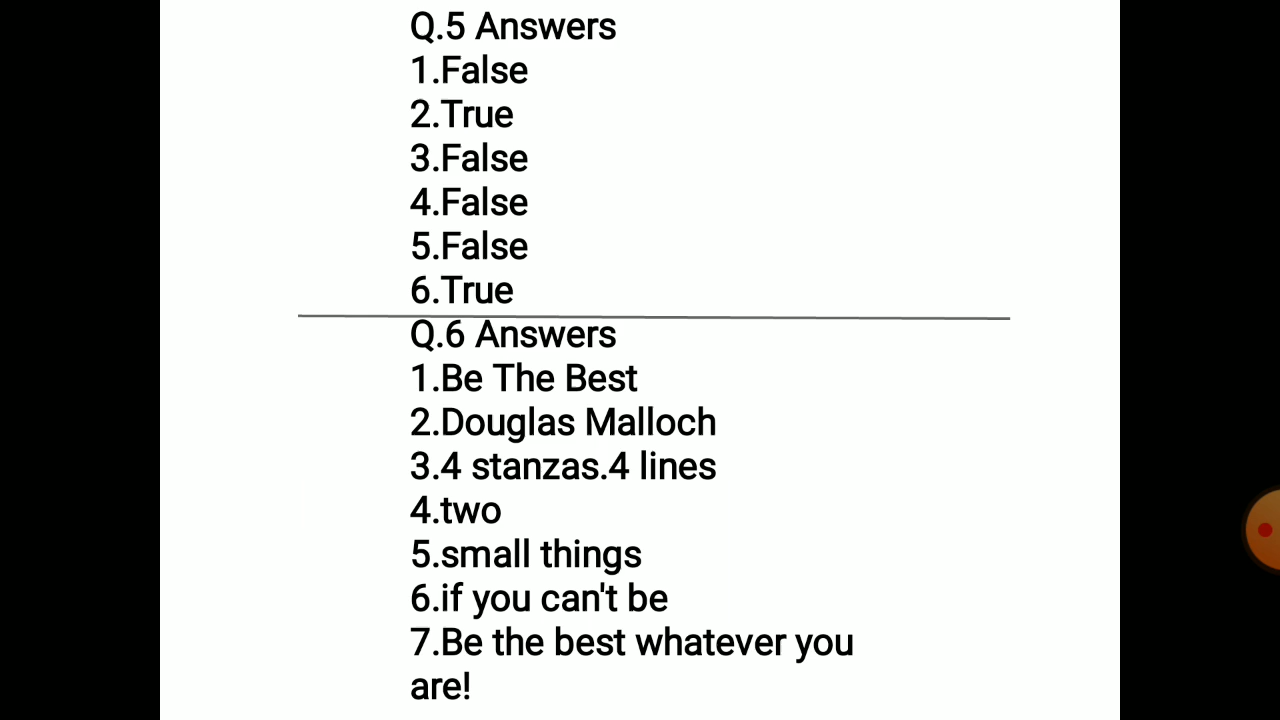 Q.5 Answers
1.False
2.True
3.False
4.False
5.False
6.True
Q.6 Answers
1.Be The Best
2.Douglas Malloch
3.4 stanzas.4 lines
4.two
5.small things
6.if you can't be
7.Be the best whatever you
are!